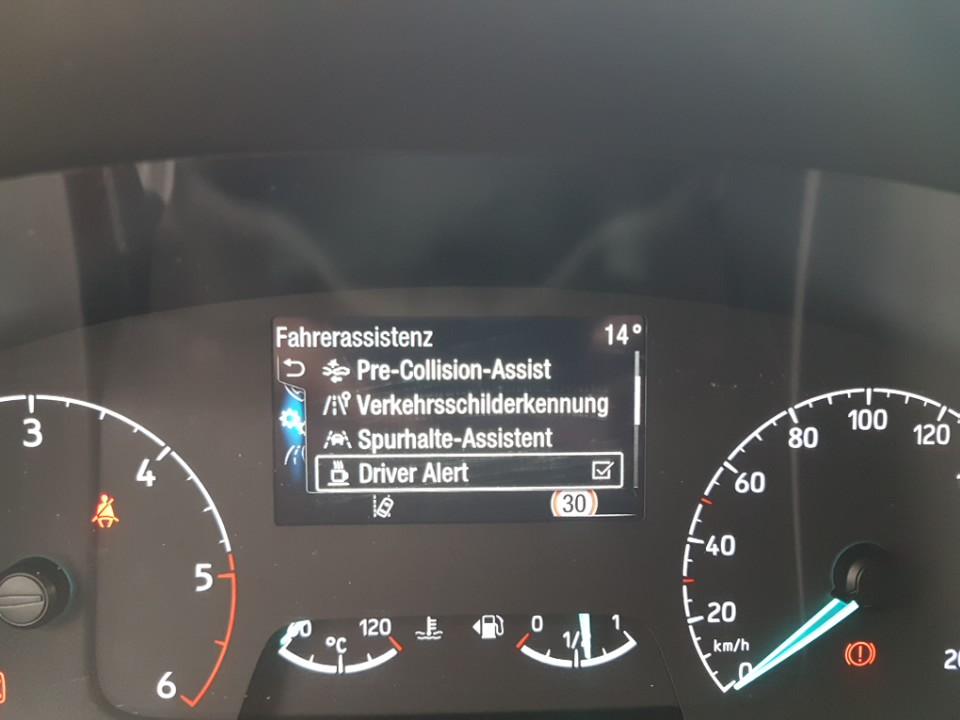 Fahrerassistenz 14°
Pre-Collision-Assist
Verkehrsschilderkennung
Spurhalte-Assistent
Driver Alert
30
3
4
5
6
120
°C
0
1/2
1
0
20
40
60
80
100
120
km/h
20